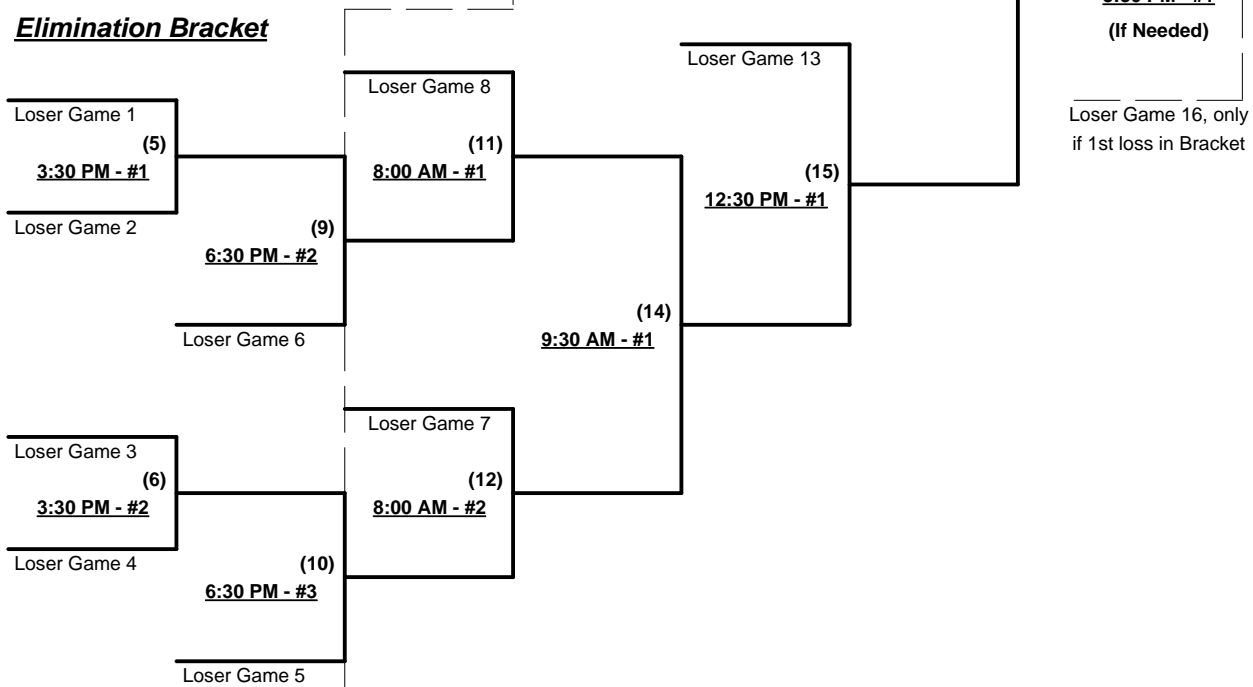 Elimination Bracket
(If Needed)
Loser Game 13
Loser Game 8
Loser Game 1
Loser Game 16, only
if 1st loss in Bracket
(5)
3:30 PM - #1
(11)
8:00 AM - #1
(15)
12:30 PM - #1
Loser Game 2
(9)
6:30 PM - #2
(14)
9:30 AM - #1
Loser Game 6
Loser Game 7
Loser Game 3
(6)
3:30 PM - #2
(12)
8:00 AM - #2
Loser Game 4
(10)
6:30 PM - #3
Loser Game 5